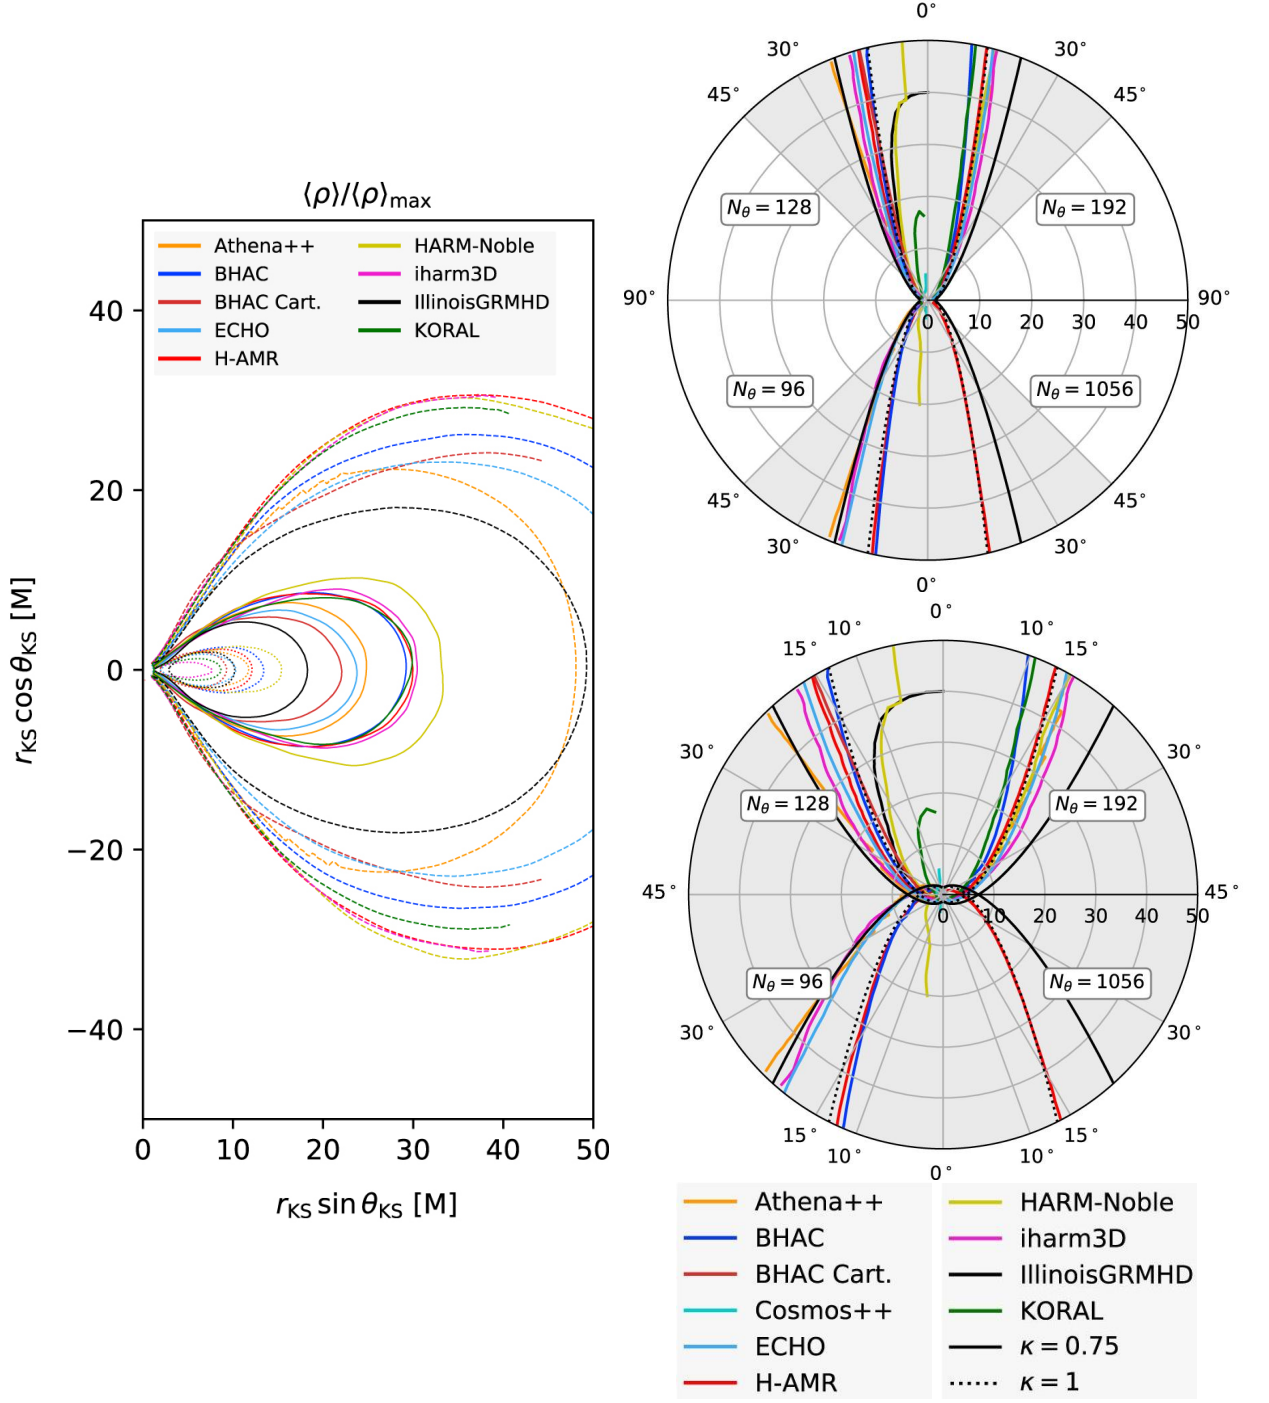 ⟨ρ⟩/⟨ρ⟩max
Athena++
BHAC
BHAC Cart.
ECHO
H-AMR
HARM-Noble
iharm3D
IllinoisGRMHD
KORAL
40
20
0
−20
−40
0 10 20 30 40 50
r_KS cos θ_KS [M]
r_KS sin θ_KS [M]
0°
30° 30°
45° 45°
Nθ = 128 Nθ = 192
90° 90°
0 10 20 30 40 50
Nθ = 96 Nθ = 1056
45° 45°
30° 30°
0°
0°
10° 10°
15° 15°
30° 30°
Nθ = 128 Nθ = 192
45° 45°
0 10 20 30 40 50
Nθ = 96 Nθ = 1056
30° 30°
15° 15°
10° 10°
0°
Athena++
BHAC
BHAC Cart.
Cosmos++
ECHO
H-AMR
HARM-Noble
iharm3D
IllinoisGRMHD
KORAL
κ = 0.75
κ = 1